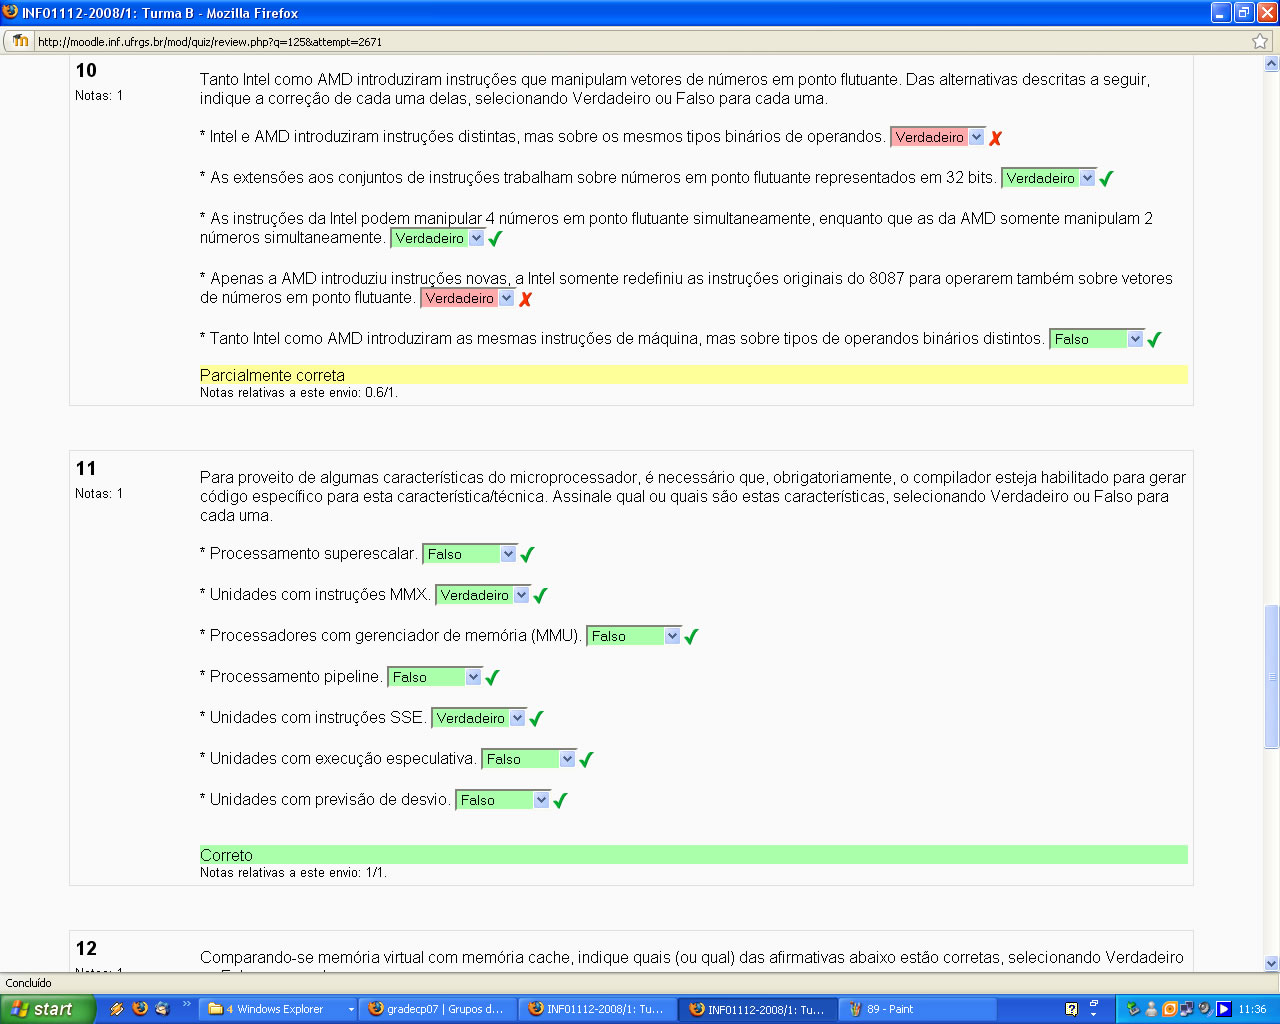 INF01112-2008/1: Turma B - Mozilla Firefox
http://moodle.inf.ufrgs.br/mod/quiz/review.php?q=125&attempt=2671
10
Notas: 1
Tanto Intel como AMD introduziram instruções que manipulam vetores de números em ponto flutuante. Das alternativas descritas a seguir,
indique a correção de cada uma delas, selecionando Verdadeiro ou Falso para cada uma.
* Intel e AMD introduziram instruções distintas, mas sobre os mesmos tipos binários de operandos. Verdadeiro
* As extensões aos conjuntos de instruções trabalham sobre números em ponto flutuante representados em 32 bits. Verdadeiro
* As instruções da Intel podem manipular 4 números em ponto flutuante simultaneamente, enquanto que as da AMD somente manipulam 2
números simultaneamente. Verdadeiro
* Apenas a AMD introduziu instruções novas, a Intel somente redefiniu as instruções originais do 8087 para operarem também sobre vetores
de números em ponto flutuante. Verdadeiro
* Tanto Intel como AMD introduziram as mesmas instruções de máquina, mas sobre tipos de operandos binários distintos. Falso
Parcialmente correta
Notas relativas a este envio: 0.6/1.
11
Notas: 1
Para proveito de algumas características do microprocessador, é necessário que, obrigatoriamente, o compilador esteja habilitado para gerar
código específico para esta característica/técnica. Assinale qual ou quais são estas características, selecionando Verdadeiro ou Falso para
cada uma.
* Processamento superescalar. Falso
* Unidades com instruções MMX. Verdadeiro
* Processadores com gerenciador de memória (MMU). Falso
* Processamento pipeline. Falso
* Unidades com instruções SSE. Verdadeiro
* Unidades com execução especulativa. Falso
* Unidades com previsão de desvio. Falso
Correto
Notas relativas a este envio: 1/1.
12
Comparando-se memória virtual com memória cache, indique quais (ou qual) das afirmativas abaixo estão corretas, selecionando Verdadeiro
Concluído
start
4 Windows Explorer
gradecp07 | Grupos d...
INF01112-2008/1: Tu...
INF01112-2008/1: Tu...
89 - Paint
11:36